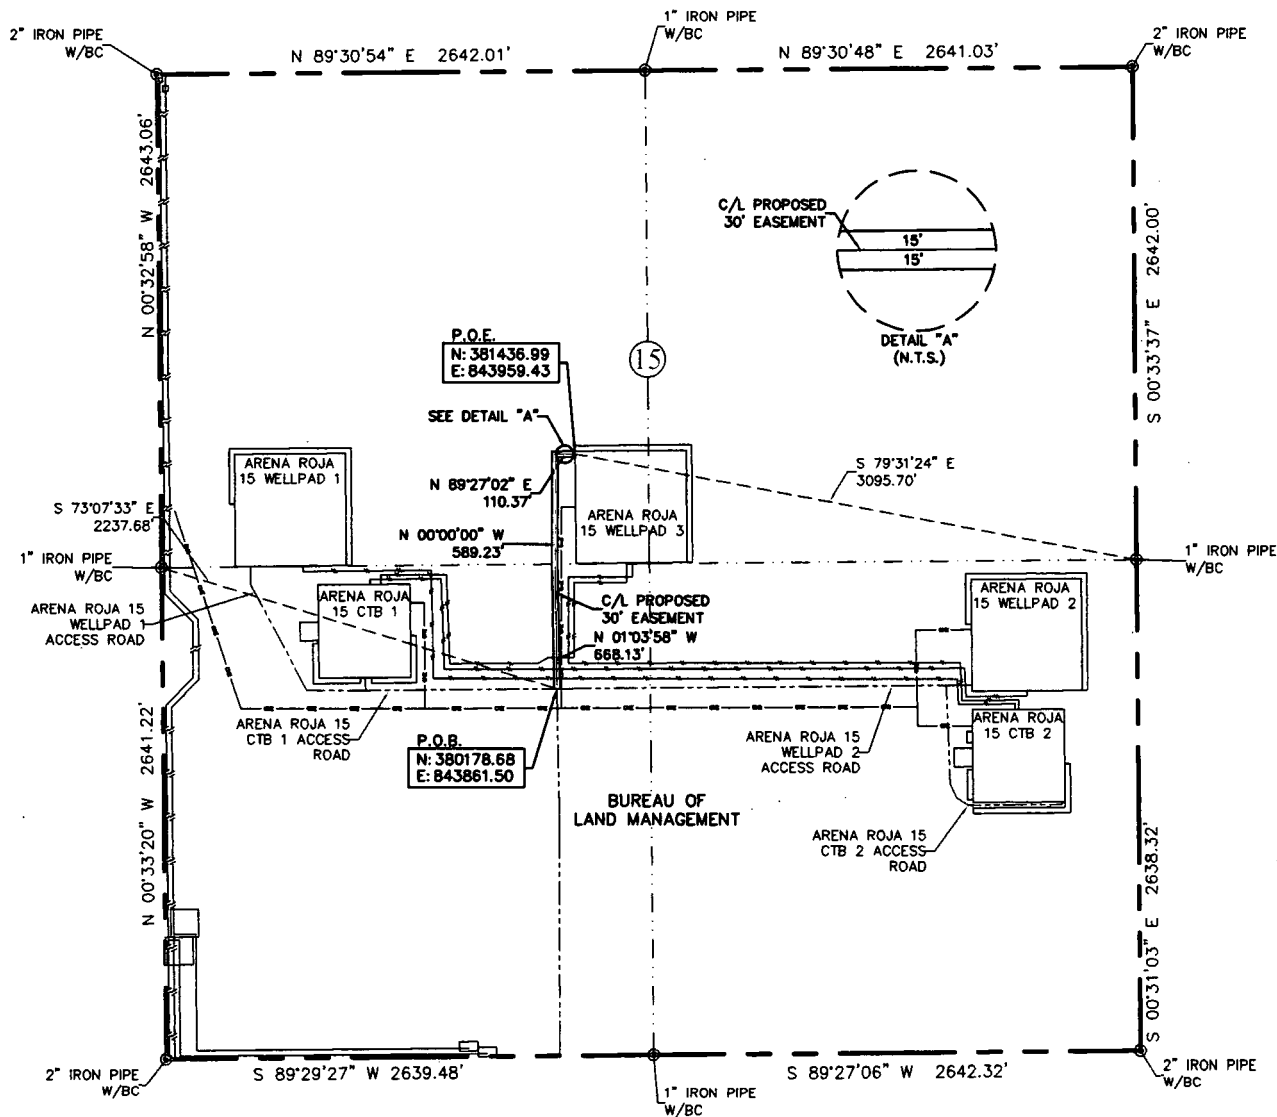 2" IRON PIPE
W/BC
N 89°30'54" E 2642.01'
1" IRON PIPE
W/BC
N 89°30'48" E 2641.03'
2" IRON PIPE
W/BC
N 00°32'58" W 2643.06'
S 00°33'37" E 2642.00'
C/L PROPOSED
30' EASEMENT
15'
15'
DETAIL "A"
(N.T.S.)
P.O.E.
N: 381436.99
E: 843959.43
15
SEE DETAIL "A"
ARENA ROJA
15 WELLPAD 1
N 89°27'02" E
110.37'
S 79°31'24" E
3095.70'
S 73°07'33" E
2237.68'
ARENA ROJA
15 WELLPAD 3
N 00°00'00" W
589.23'
1" IRON PIPE
W/BC
1" IRON PIPE
W/BC
ARENA ROJA 15
WELLPAD 1
ACCESS ROAD
ARENA ROJA
15 CTB 1
C/L PROPOSED
30' EASEMENT
ARENA ROJA
15 WELLPAD 2
N 01°03'58" W
668.13'
ARENA ROJA 15
CTB 1 ACCESS
ROAD
P.O.B.
N: 380178.68
E: 843861.50
ARENA ROJA 15
WELLPAD 2
ACCESS ROAD
ARENA ROJA
15 CTB 2
BUREAU OF
LAND MANAGEMENT
ARENA ROJA 15
CTB 2 ACCESS
ROAD
N 00°33'20" W 2641.22'
S 00°31'03" E 2638.32'
2" IRON PIPE
W/BC
S 89°29'27" W 2639.48'
1" IRON PIPE
W/BC
S 89°27'06" W 2642.32'
2" IRON PIPE
W/BC